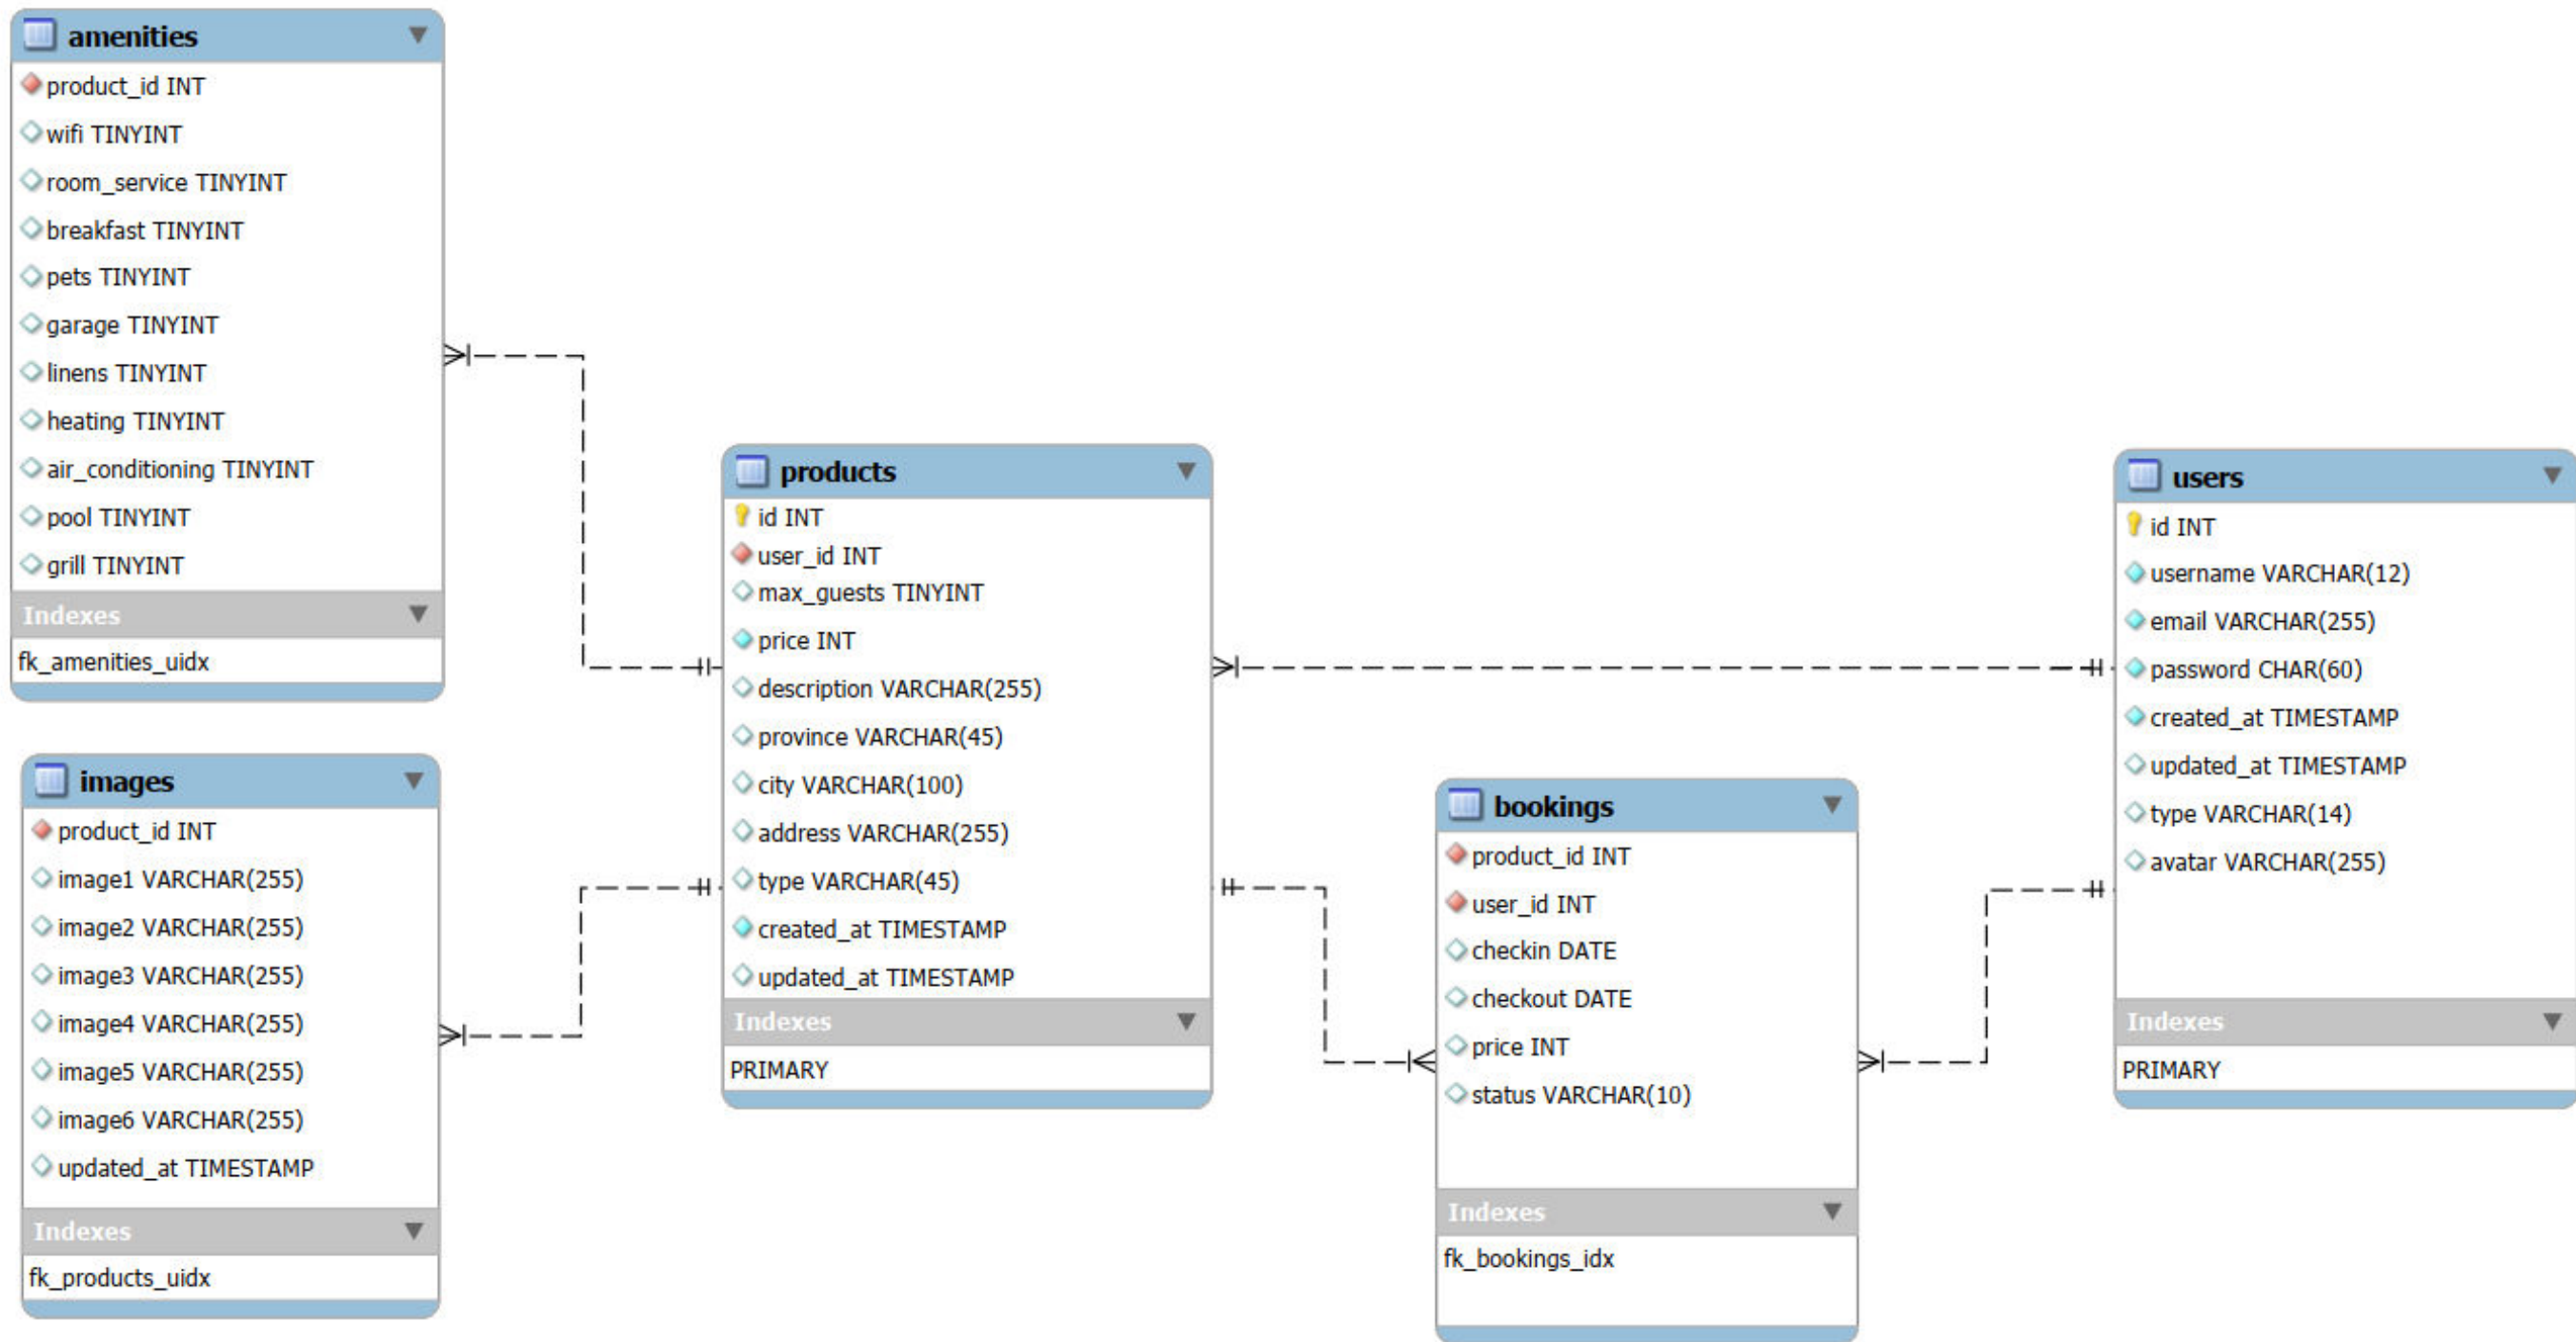 amenities
product_id INT
wifi TINYINT
room_service TINYINT
breakfast TINYINT
pets TINYINT
garage TINYINT
linens TINYINT
heating TINYINT
air_conditioning TINYINT
pool TINYINT
grill TINYINT
Indexes
fk_amenities_uidx
images
product_id INT
image1 VARCHAR(255)
image2 VARCHAR(255)
image3 VARCHAR(255)
image4 VARCHAR(255)
image5 VARCHAR(255)
image6 VARCHAR(255)
updated_at TIMESTAMP
Indexes
fk_products_uidx
products
id INT
user_id INT
max_guests TINYINT
price INT
description VARCHAR(255)
province VARCHAR(45)
city VARCHAR(100)
address VARCHAR(255)
type VARCHAR(45)
created_at TIMESTAMP
updated_at TIMESTAMP
Indexes
PRIMARY
bookings
product_id INT
user_id INT
checkin DATE
checkout DATE
price INT
status VARCHAR(10)
Indexes
fk_bookings_idx
users
id INT
username VARCHAR(12)
email VARCHAR(255)
password CHAR(60)
created_at TIMESTAMP
updated_at TIMESTAMP
type VARCHAR(14)
avatar VARCHAR(255)
Indexes
PRIMARY